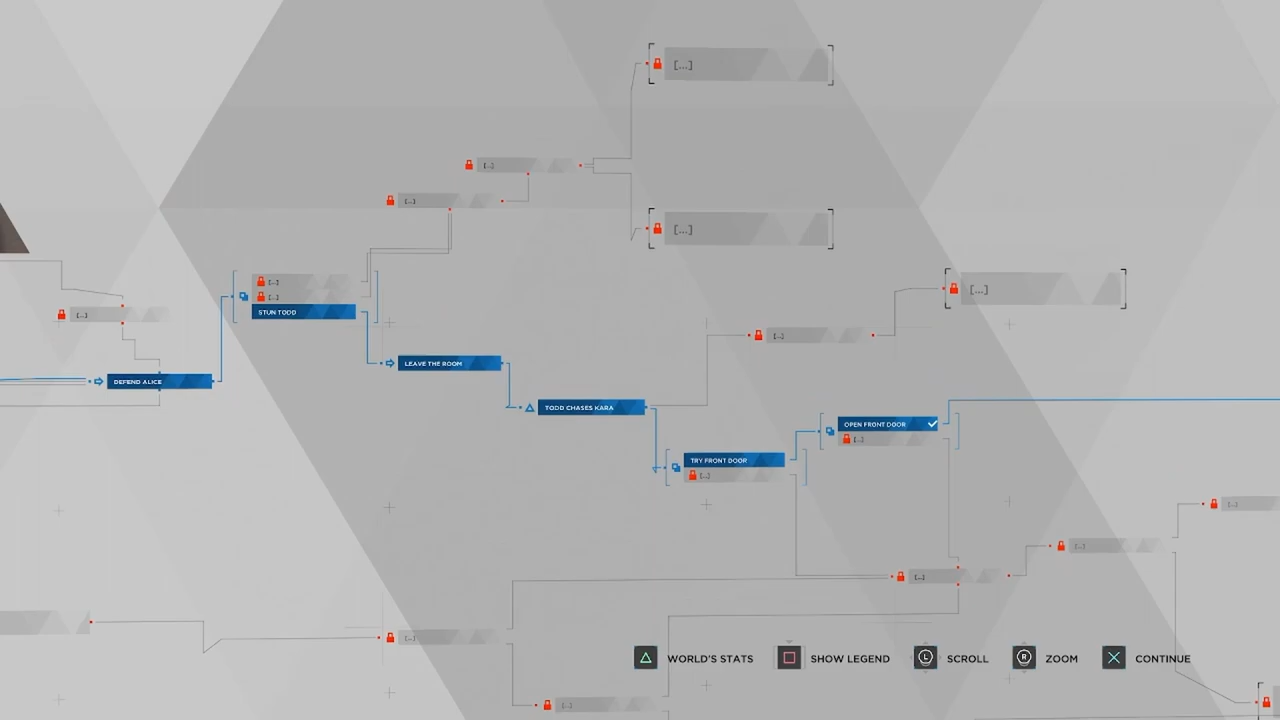 [...]
[...]
[...]
[...]
[...]
[...]
[...]
STUN TODD
[...]
[...]
LEAVE THE ROOM
DEFEND ALICE
TODD CHASES KARA
OPEN FRONT DOOR
[...]
TRY FRONT DOOR
[...]
[...]
[...]
[...]
[...]
[...]
WORLD'S STATS
SHOW LEGEND
L SCROLL
R ZOOM
CONTINUE